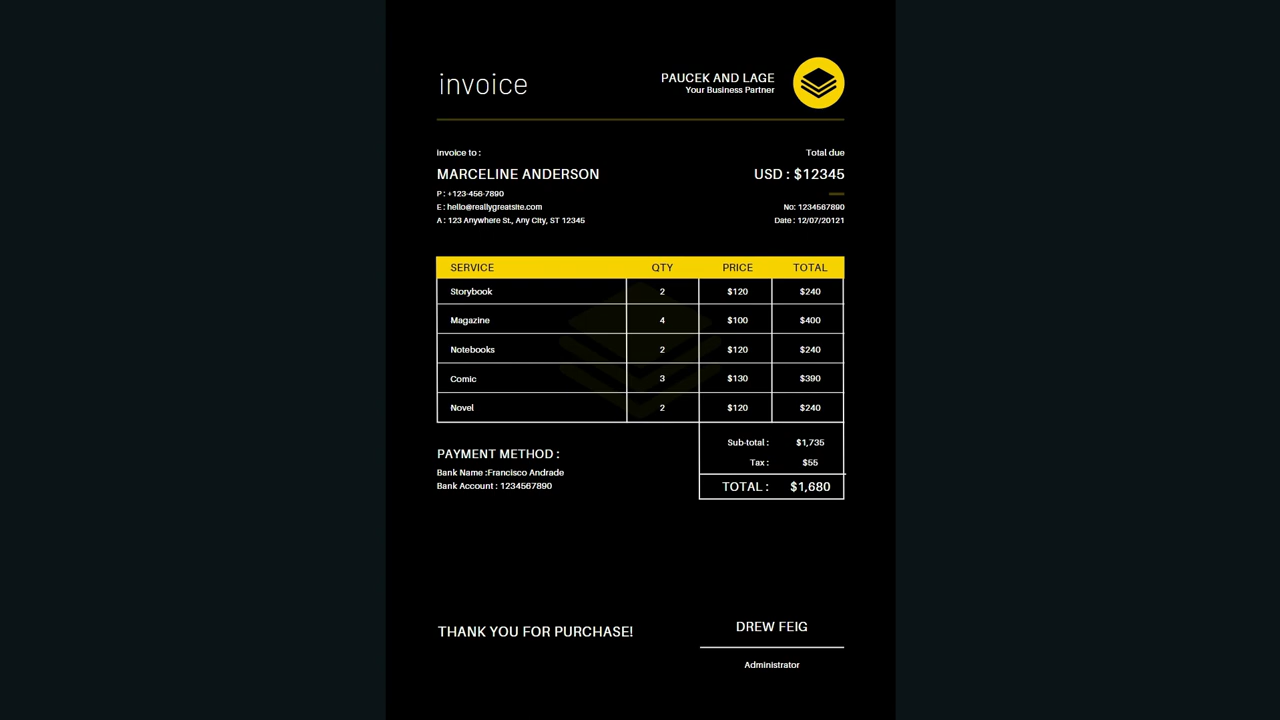 invoice
PAUCEK AND LAGE
Your Business Partner
invoice to :
Total due
MARCELINE ANDERSON
USD : $12345
P : +123-456-7890
E : hello@reallygreatsite.com
No: 1234567890
A : 123 Anywhere St., Any City, ST 12345
Date : 12/07/20121
SERVICE QTY PRICE TOTAL
Storybook 2 $120 $240
Magazine 4 $100 $400
Notebooks 2 $120 $240
Comic 3 $130 $390
Novel 2 $120 $240
Sub-total : $1,735
Tax : $55
TOTAL : $1,680
PAYMENT METHOD :
Bank Name :Francisco Andrade
Bank Account : 1234567890
THANK YOU FOR PURCHASE!
DREW FEIG
Administrator